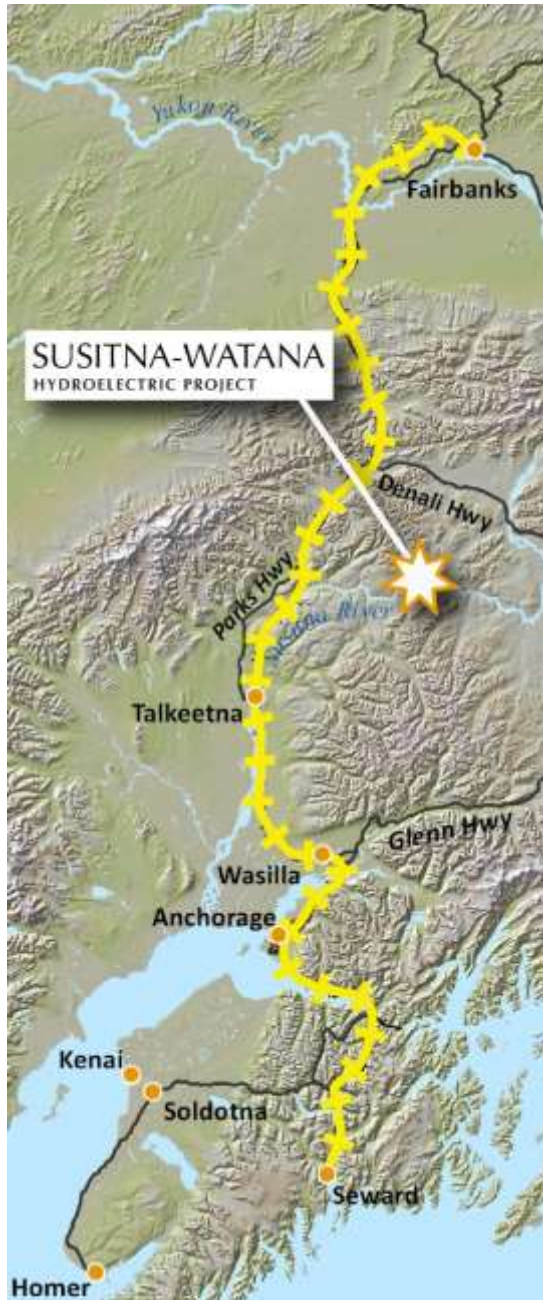 Yukon River
Fairbanks
SUSITNA-WATANA
HYDROELECTRIC PROJECT
Denali Hwy
Parks Hwy
Susitna River
Talkeetna
Glenn Hwy
Wasilla
Anchorage
Kenai
Soldotna
Seward
Homer